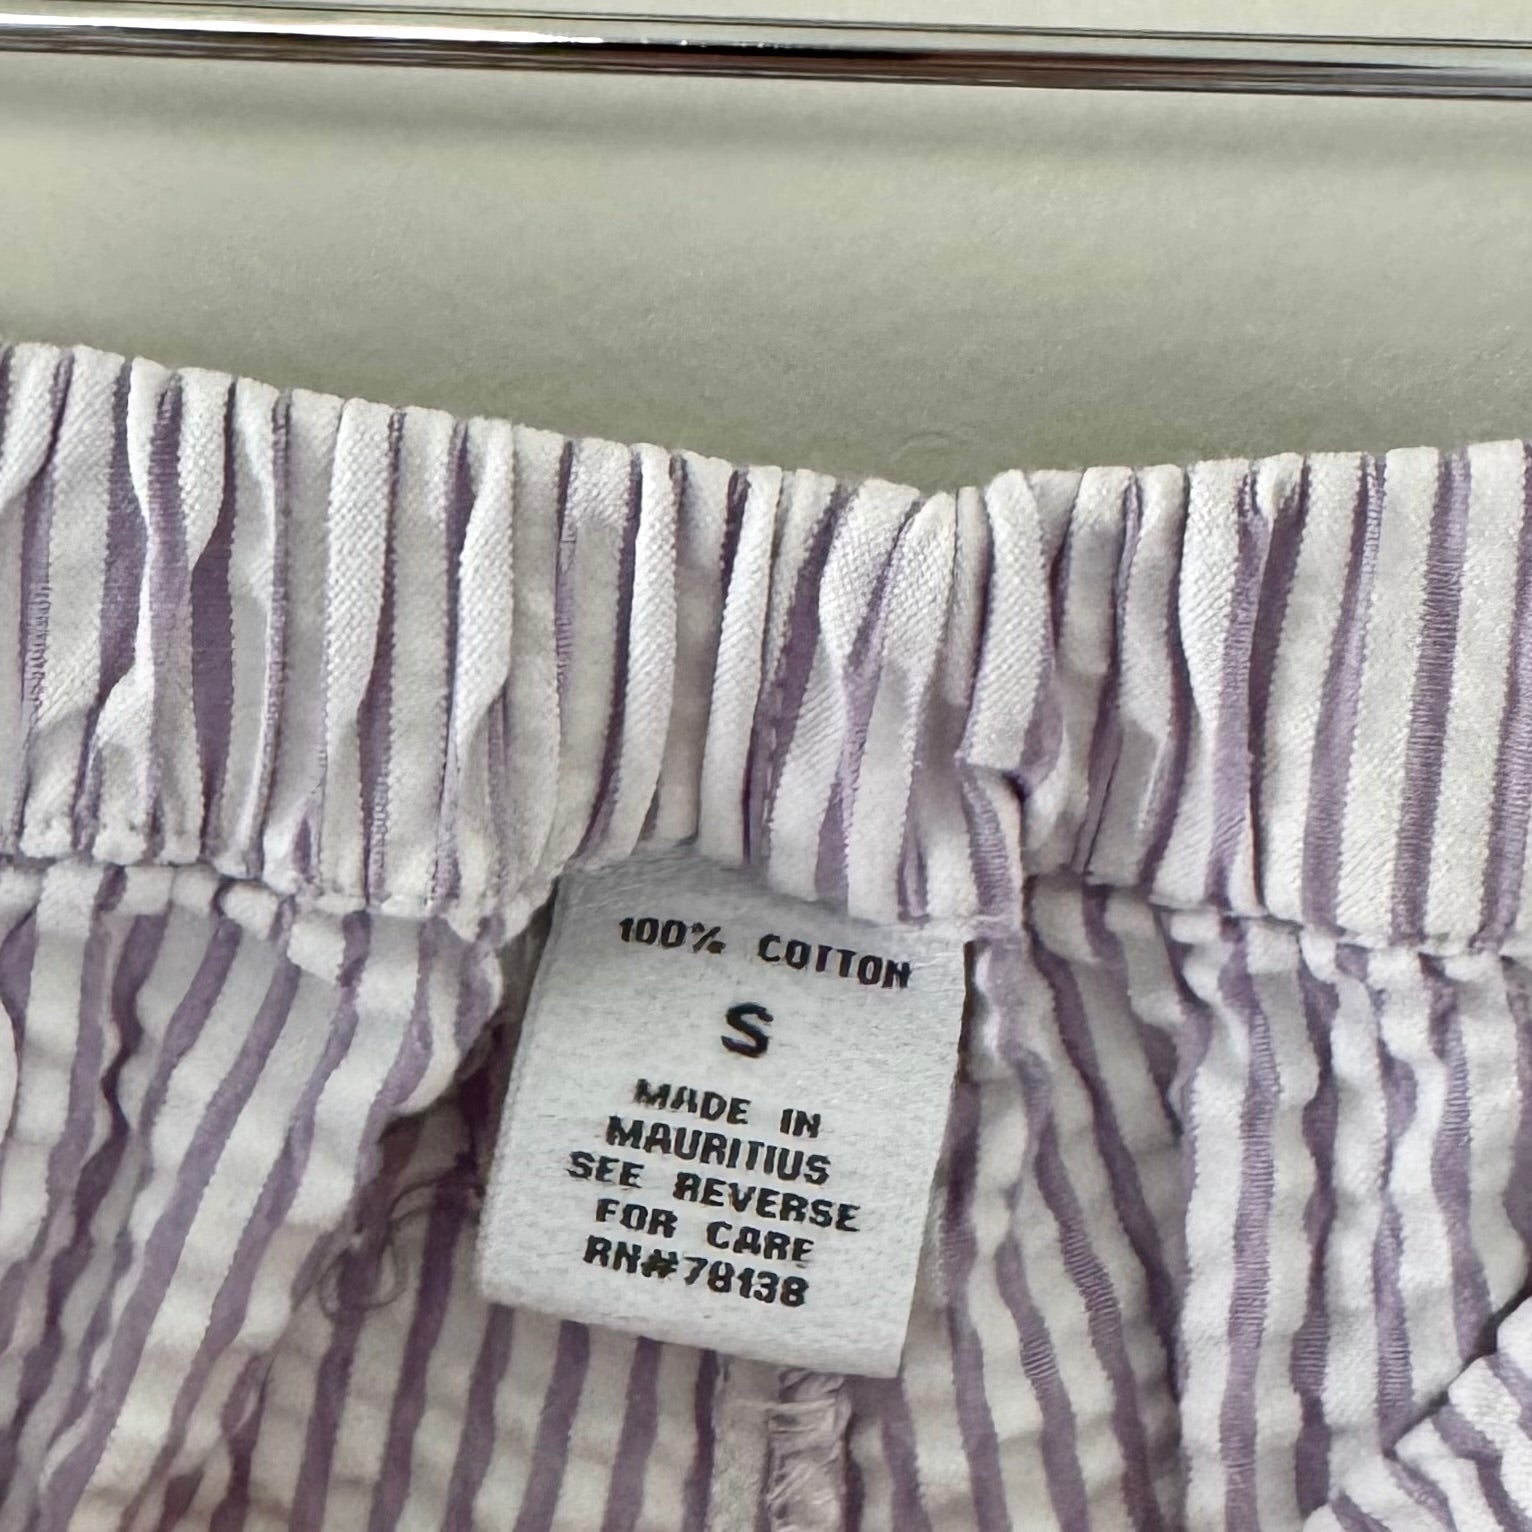 100% COTTON
S
MADE IN
MAURITIUS
SEE REVERSE
FOR CARE
RN#78138